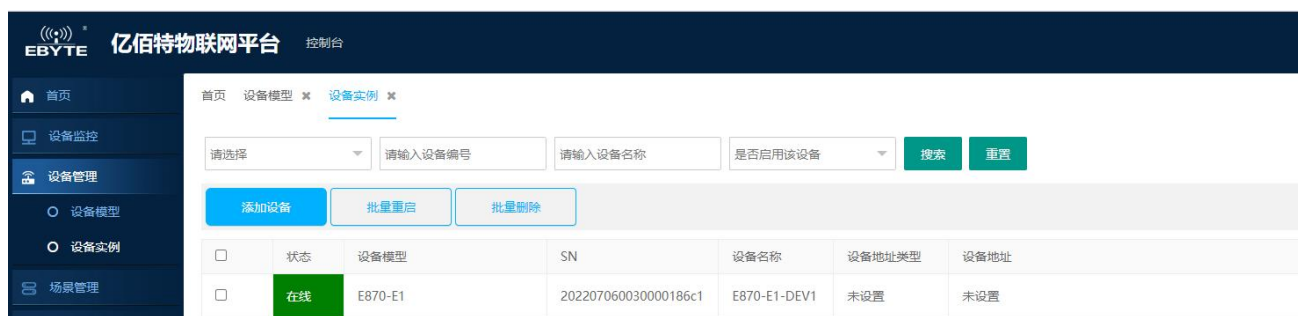 EBYTE 亿佰特物联网平台 控制台
首页
设备监控
设备管理
设备模型
设备实例
场景管理
首页 设备模型 × 设备实例 ×
请选择 请输入设备编号 请输入设备名称 是否启用该设备 搜索 重置
添加设备 批量重启 批量删除
状态 设备模型 SN 设备名称 设备地址类型 设备地址
在线 E870-E1 202207060030000186c1 E870-E1-DEV1 未设置 未设置